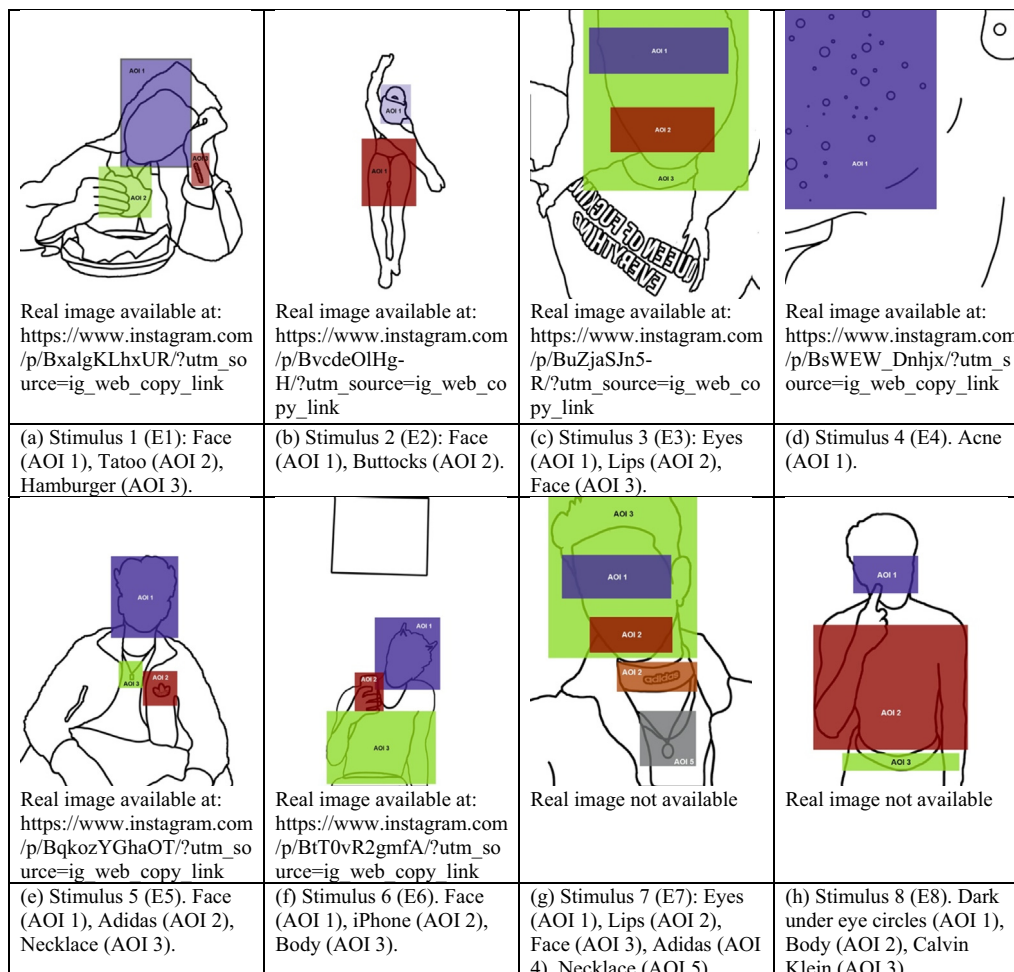 AOI 1
AOI 3
AOI 2
Real image available at:
https://www.instagram.com
/p/BxalgKLhxUR/?utm_so
urce=ig_web_copy_link
AOI 1
AOI 1
Real image available at:
https://www.instagram.com
/p/BvcdeOlHg-
H/?utm_source=ig_web_co
py_link
AOI 1
AOI 2
AOI 3
QUEEN OF FUCKING
EVERYTHING
Real image available at:
https://www.instagram.com
/p/BuZjaSJn5-
R/?utm_source=ig_web_co
py_link
AOI 1
Real image available at:
https://www.instagram.com
/p/BsWEW_Dnhjx/?utm_s
ource=ig_web_copy_link
(a) Stimulus 1 (E1): Face
(AOI 1), Tatoo (AOI 2),
Hamburger (AOI 3).
(b) Stimulus 2 (E2): Face
(AOI 1), Buttocks (AOI 2).
(c) Stimulus 3 (E3): Eyes
(AOI 1), Lips (AOI 2),
Face (AOI 3).
(d) Stimulus 4 (E4). Acne
(AOI 1).
AOI 1
AOI 3
AOI 2
Real image available at:
https://www.instagram.com
/p/BqkozYGhaOT/?utm_so
urce=ig_web_copy_link
AOI 1
AOI 2
AOI 3
Real image available at:
https://www.instagram.com
/p/BtT0vR2gmfA/?utm_so
urce=ig_web_copy_link
AOI 3
AOI 1
AOI 2
AOI 2
adidas
AOI 5
Real image not available
AOI 1
AOI 2
AOI 3
Real image not available
(e) Stimulus 5 (E5). Face
(AOI 1), Adidas (AOI 2),
Necklace (AOI 3).
(f) Stimulus 6 (E6). Face
(AOI 1), iPhone (AOI 2),
Body (AOI 3).
(g) Stimulus 7 (E7): Eyes
(AOI 1), Lips (AOI 2),
Face (AOI 3), Adidas (AOI
4), Necklace (AOI 5).
(h) Stimulus 8 (E8). Dark
under eye circles (AOI 1),
Body (AOI 2), Calvin
Klein (AOI 3).